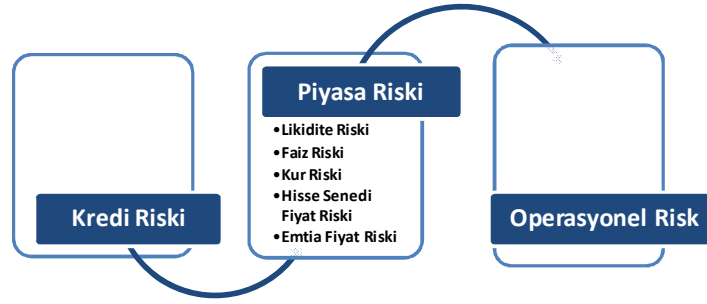 Kredi Riski
Piyasa Riski
•Likidite Riski
•Faiz Riski
•Kur Riski
•Hisse Senedi
Fiyat Riski
•Emtia Fiyat Riski
Operasyonel Risk